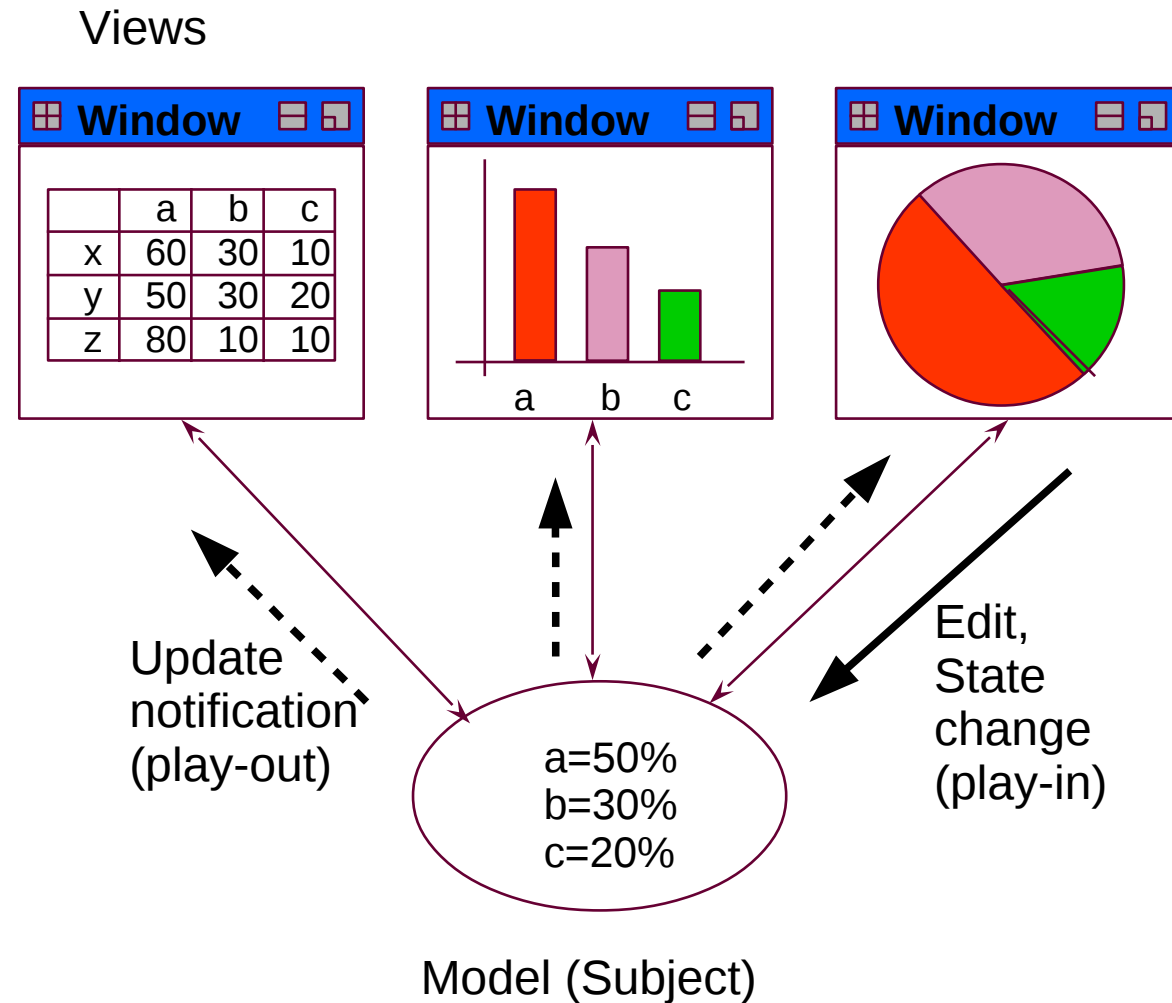 Views
Window
Window
Window
a b c
x 60 30 10
y 50 30 20
z 80 10 10
a b c
Update
notification
(play-out)
Edit,
State
change
(play-in)
a=50%
b=30%
c=20%
Model (Subject)